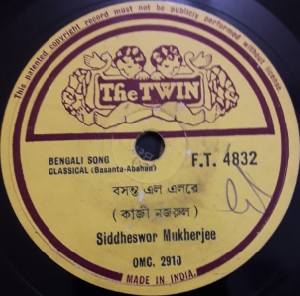 This patented copyright record must not be publicly performed without licence.
The TWIN
BENGALI SONG
CLASSICAL (Basanta-Abahan)
F.T. 4832
বসন্ত এল এলরে
(কাজী নজরুল)
Siddheswor Mukherjee
OMC. 2910
MADE IN INDIA.